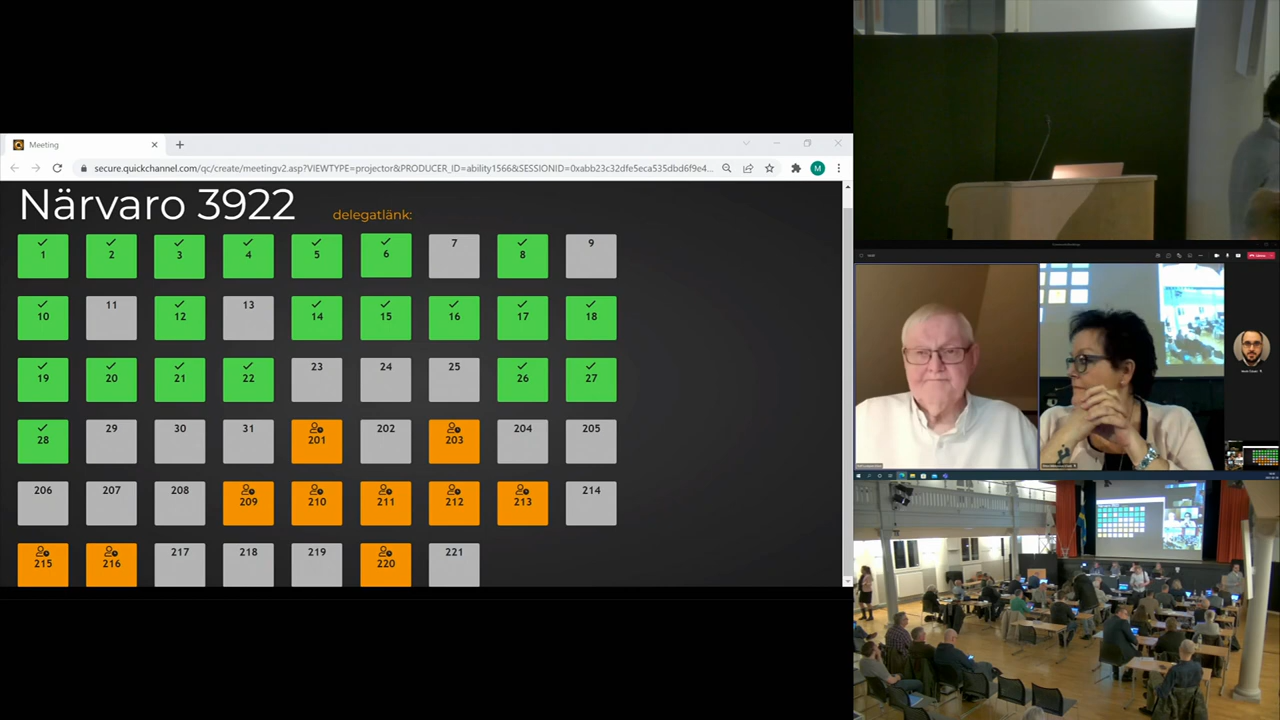 Meeting
secure.quickchannel.com/qc/create/meetingv2.asp?VIEWTYPE=projector&PRODUCER_ID=ability1566&SESSIONID=0xabb23c32dfe5eca535dbd6f9e4...
M
Närvaro 3922 delegatlänk:
1 2 3 4 5 6 7 8 9
10 11 12 13 14 15 16 17 18
19 20 21 22 23 24 25 26 27
28 29 30 31 201 202 203 204 205
206 207 208 209 210 211 212 213 214
215 216 217 218 219 220 221